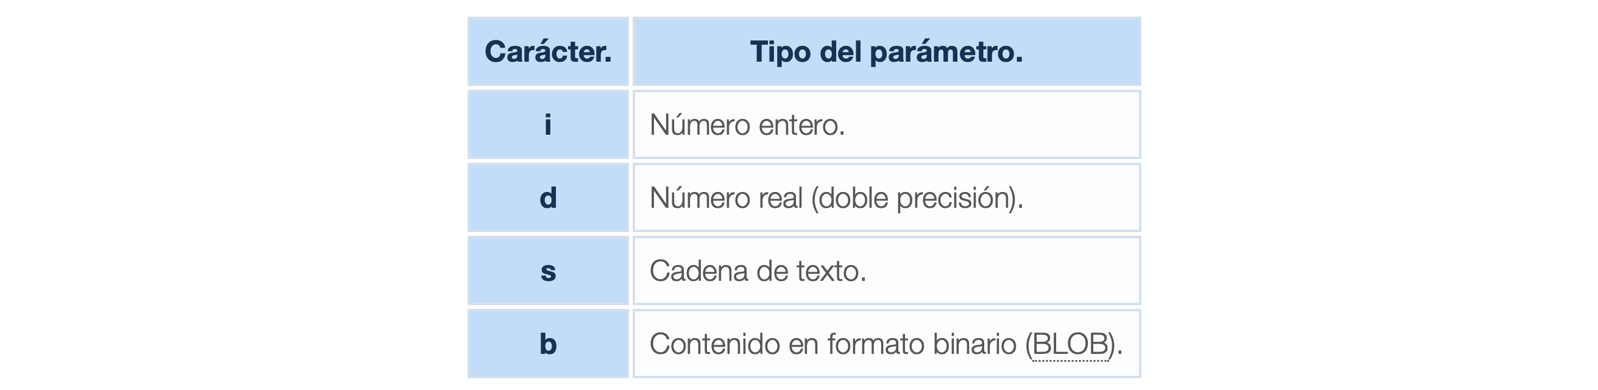 Carácter. Tipo del parámetro.
i Número entero.
d Número real (doble precisión).
s Cadena de texto.
b Contenido en formato binario (BLOB).